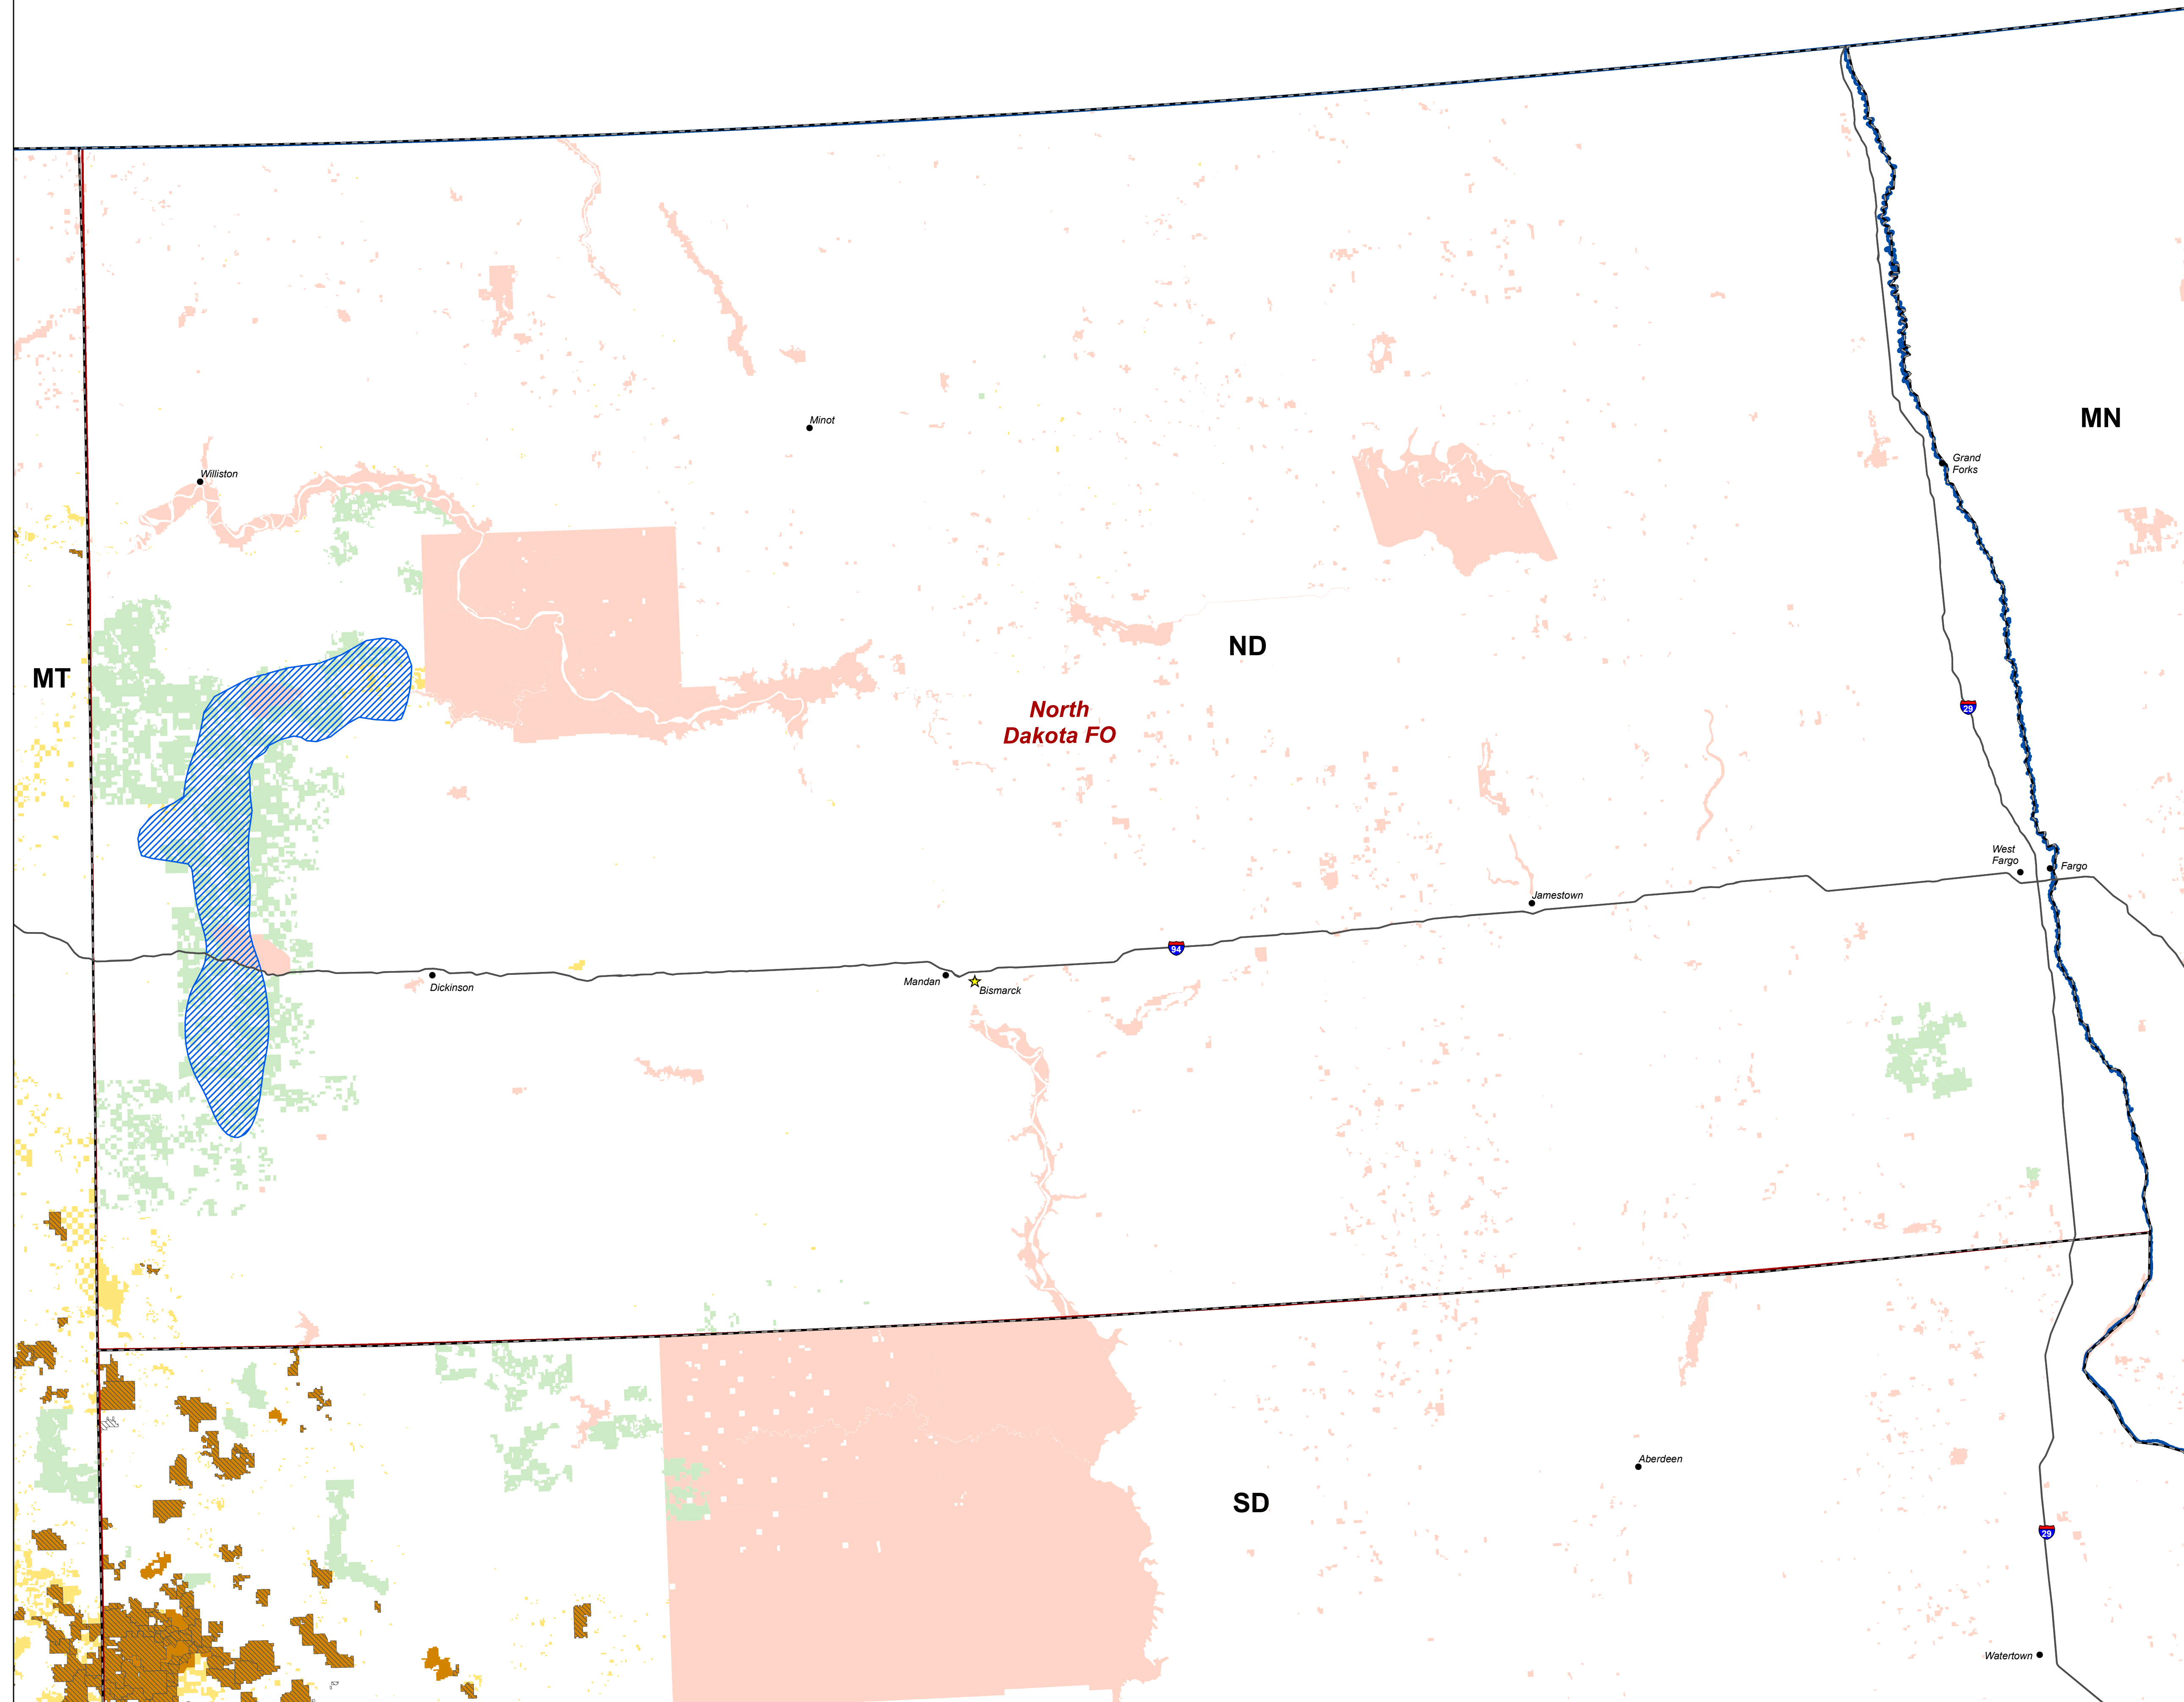 MN
Minot
Grand
Forks
Williston
ND
MT
North
Dakota FO
29
West
Fargo
Fargo
Jamestown
94
Mandan
Bismarck
Dickinson
Aberdeen
SD
29
Watertown